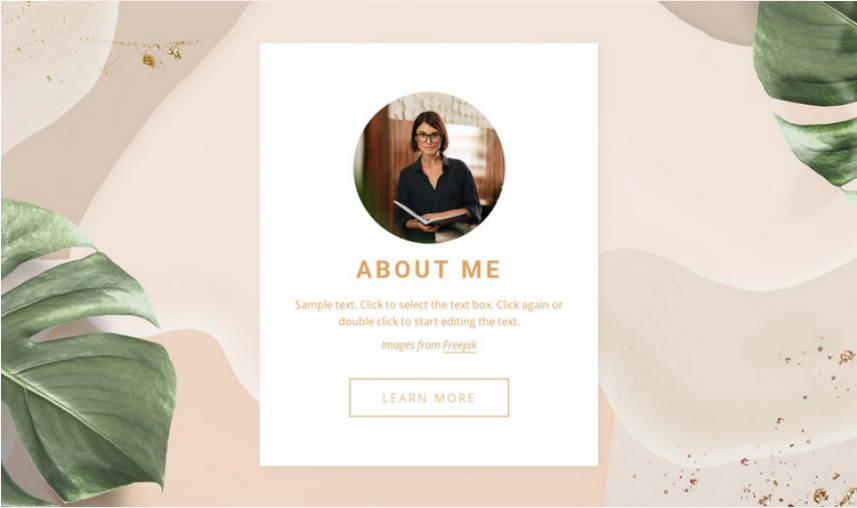 ABOUT ME
Sample text. Click to select the text box. Click again or
double click to start editing the text.
Images from Freepik
LEARN MORE